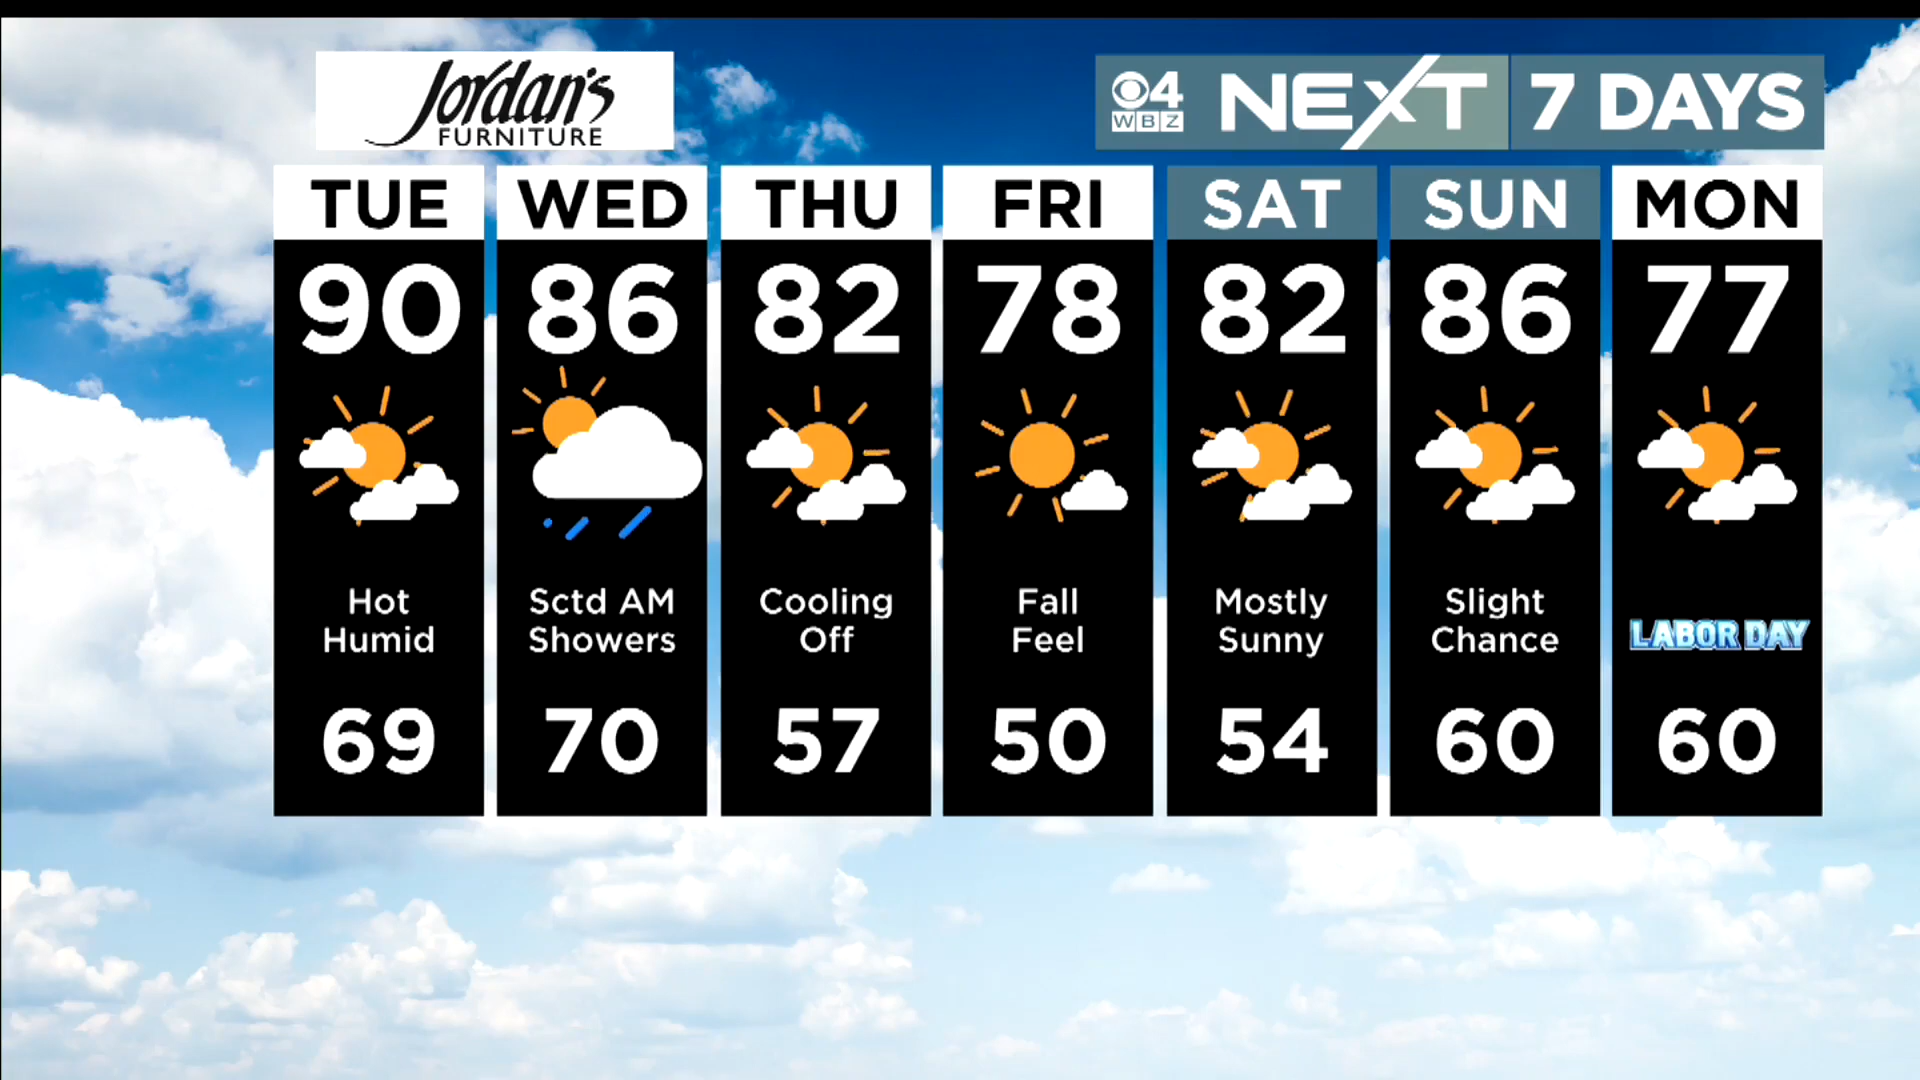 Jordan's
FURNITURE
4
WBZ
NEXT 7 DAYS
TUE WED THU FRI SAT SUN MON
90 86 82 78 82 86 77
Hot
Humid
Sctd AM
Showers
Cooling
Off
Fall
Feel
Mostly
Sunny
Slight
Chance
LABOR DAY
69 70 57 50 54 60 60